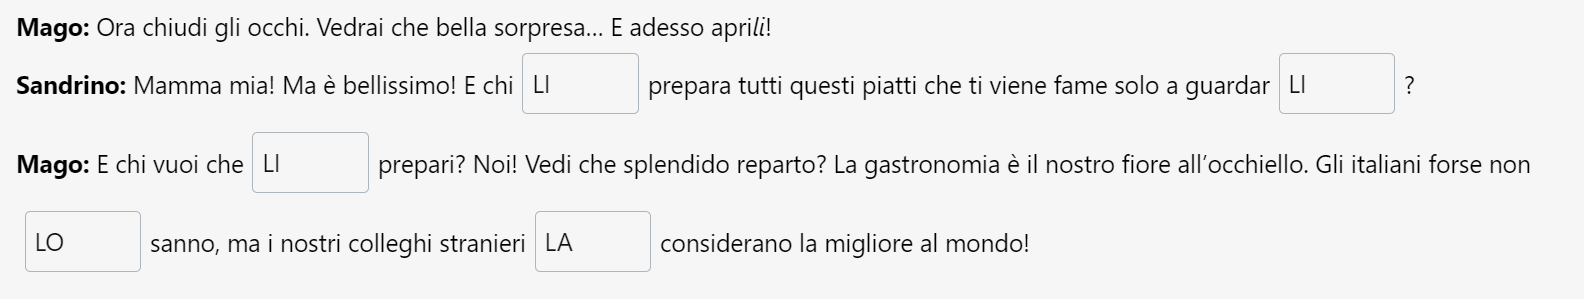 Mago: Ora chiudi gli occhi. Vedrai che bella sorpresa... E adesso aprili!
Sandrino: Mamma mia! Ma è bellissimo! E chi LI prepara tutti questi piatti che ti viene fame solo a guardar LI ?
Mago: E chi vuoi che LI prepari? Noi! Vedi che splendido reparto? La gastronomia è il nostro fiore all'occhiello. Gli italiani forse non
LO sanno, ma i nostri colleghi stranieri LA considerano la migliore al mondo!